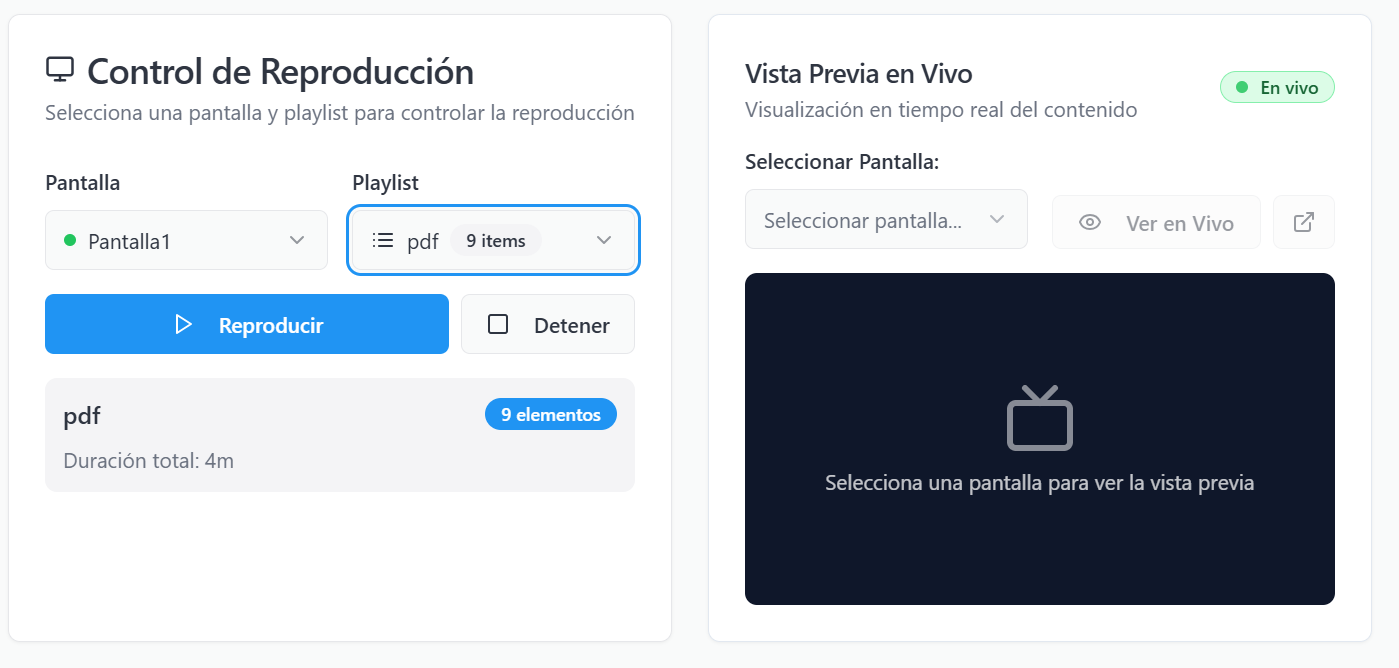 Control de Reproducción
Selecciona una pantalla y playlist para controlar la reproducción
Pantalla
Playlist
Pantalla1
pdf
9 items
Reproducir
Detener
pdf
9 elementos
Duración total: 4m
Vista Previa en Vivo
En vivo
Visualización en tiempo real del contenido
Seleccionar Pantalla:
Seleccionar pantalla...
Ver en Vivo
Selecciona una pantalla para ver la vista previa